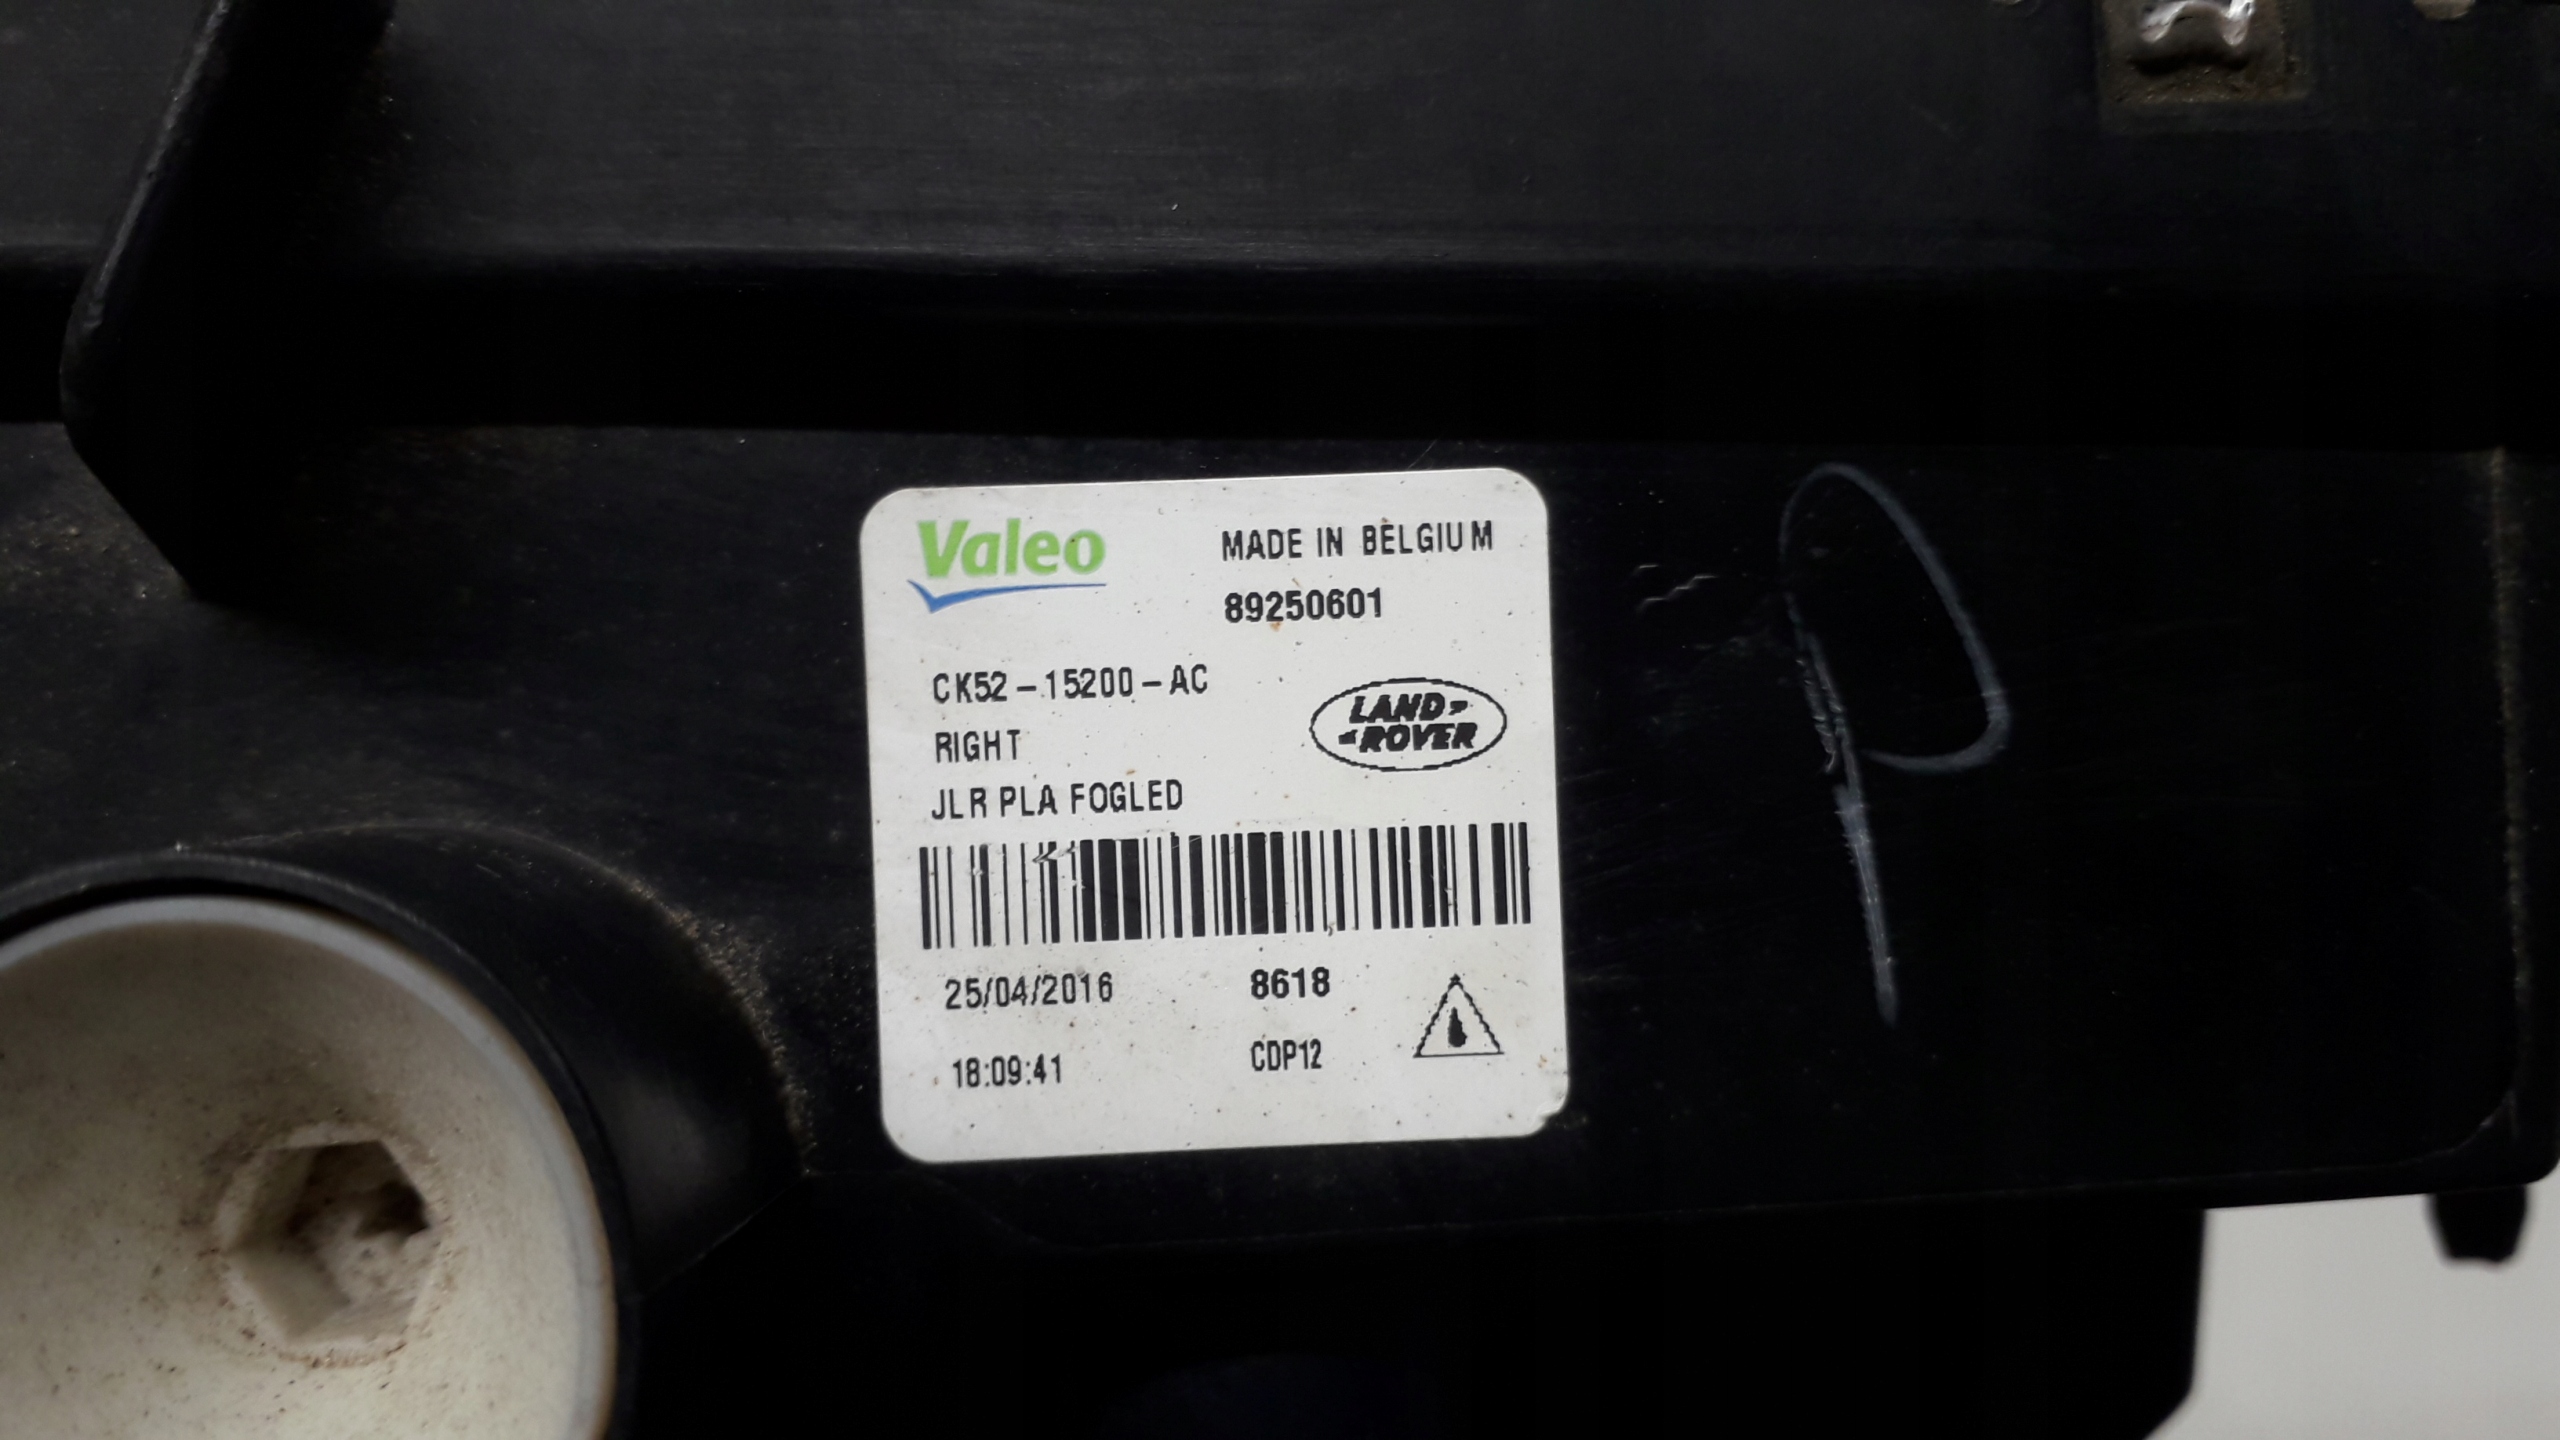 Valeo
MADE IN BELGIUM
89250601
CK52-15200-AC
RIGHT
LAND
ROVER
JLR PLA FOGLED
25/04/2016
8618
18:09:41
CDP12
P